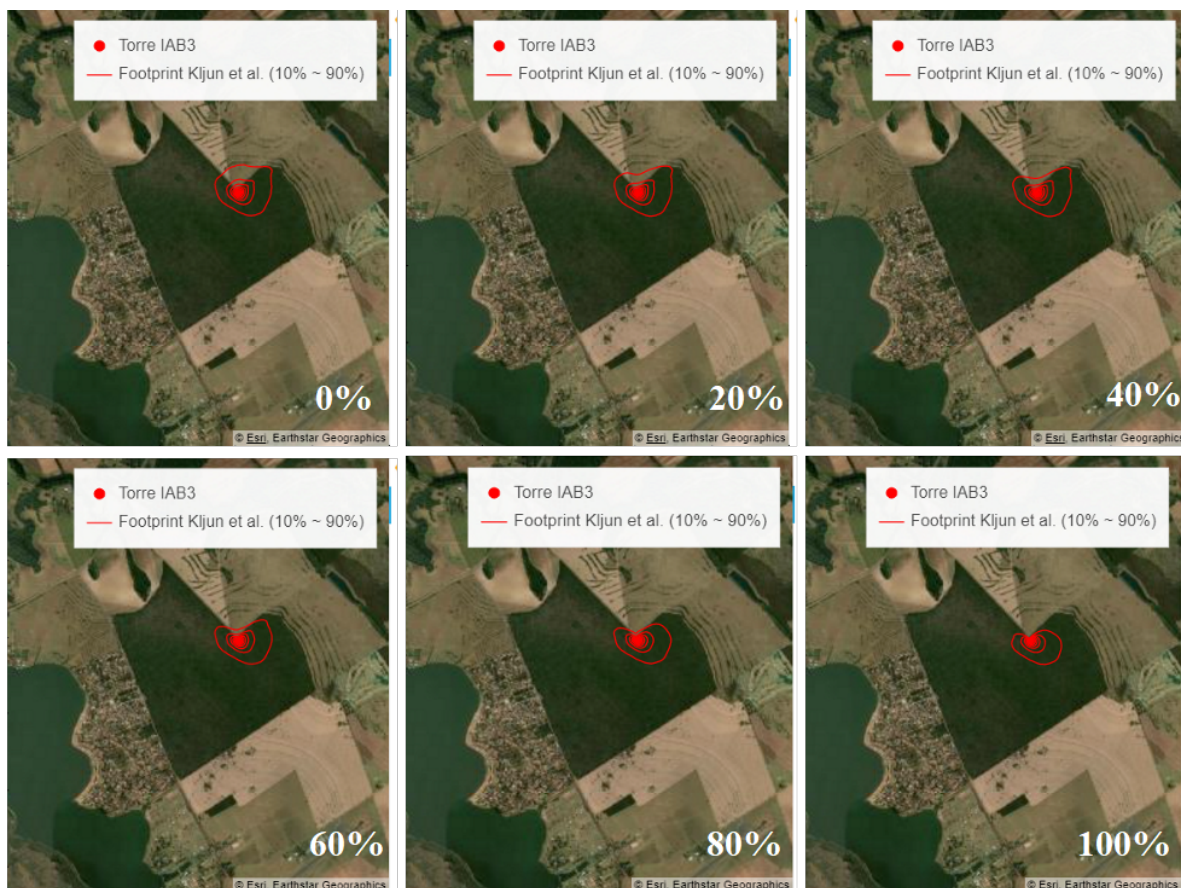 Torre IAB3
Footprint Kljun et al. (10% ~ 90%)
0%
© Esri, Earthstar Geographics
Torre IAB3
Footprint Kljun et al. (10% ~ 90%)
20%
© Esri, Earthstar Geographics
Torre IAB3
Footprint Kljun et al. (10% ~ 90%)
40%
© Esri, Earthstar Geographics
Torre IAB3
Footprint Kljun et al. (10% ~ 90%)
60%
© Esri, Earthstar Geographics
Torre IAB3
Footprint Kljun et al. (10% ~ 90%)
80%
© Esri, Earthstar Geographics
Torre IAB3
Footprint Kljun et al. (10% ~ 90%)
100%
© Esri, Earthstar Geographics